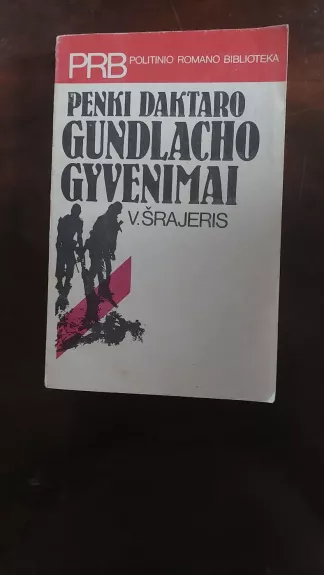 PRB POLITINIO ROMANO BIBLIOTEKA
PENKI DAKTARO
GUNDLACHO
GYVENIMAI
V. ŠRAJERIS